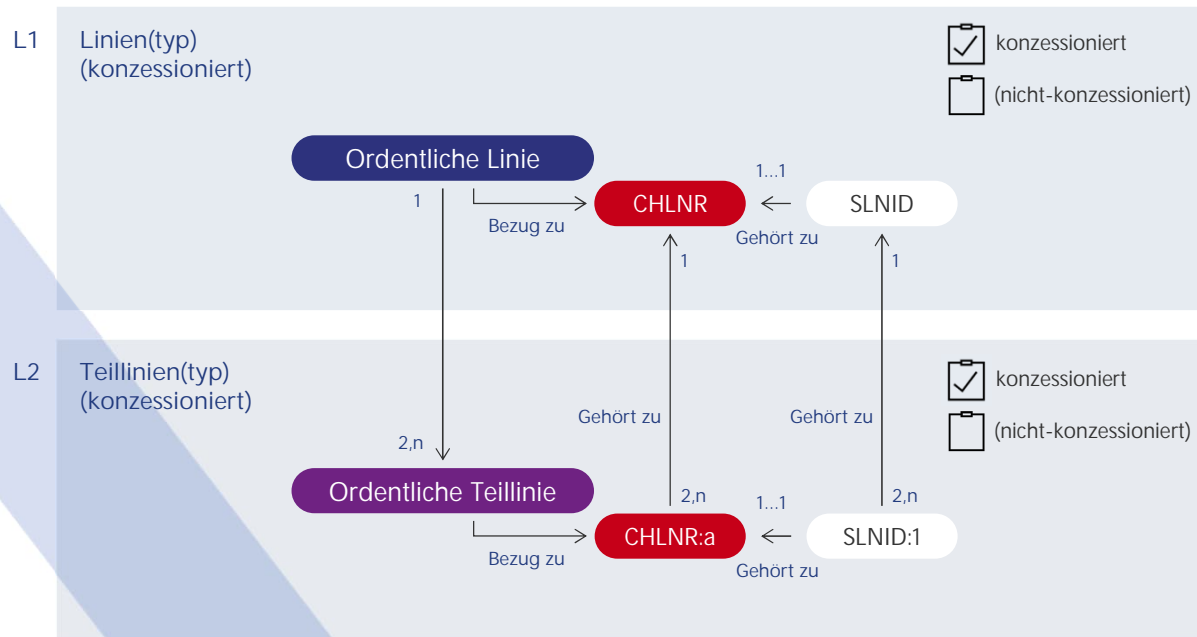 L1
Linien(typ)
(konzessioniert)
konzessioniert
(nicht-konzessioniert)
Ordentliche Linie
1
Bezug zu
CHLNR
1...1
Gehört zu
SLNID
1
1
L2
Teillinien(typ)
(konzessioniert)
konzessioniert
(nicht-konzessioniert)
Gehört zu
Gehört zu
2,n
Ordentliche Teillinie
Bezug zu
2,n
CHLNR:a
1...1
Gehört zu
2,n
SLNID:1